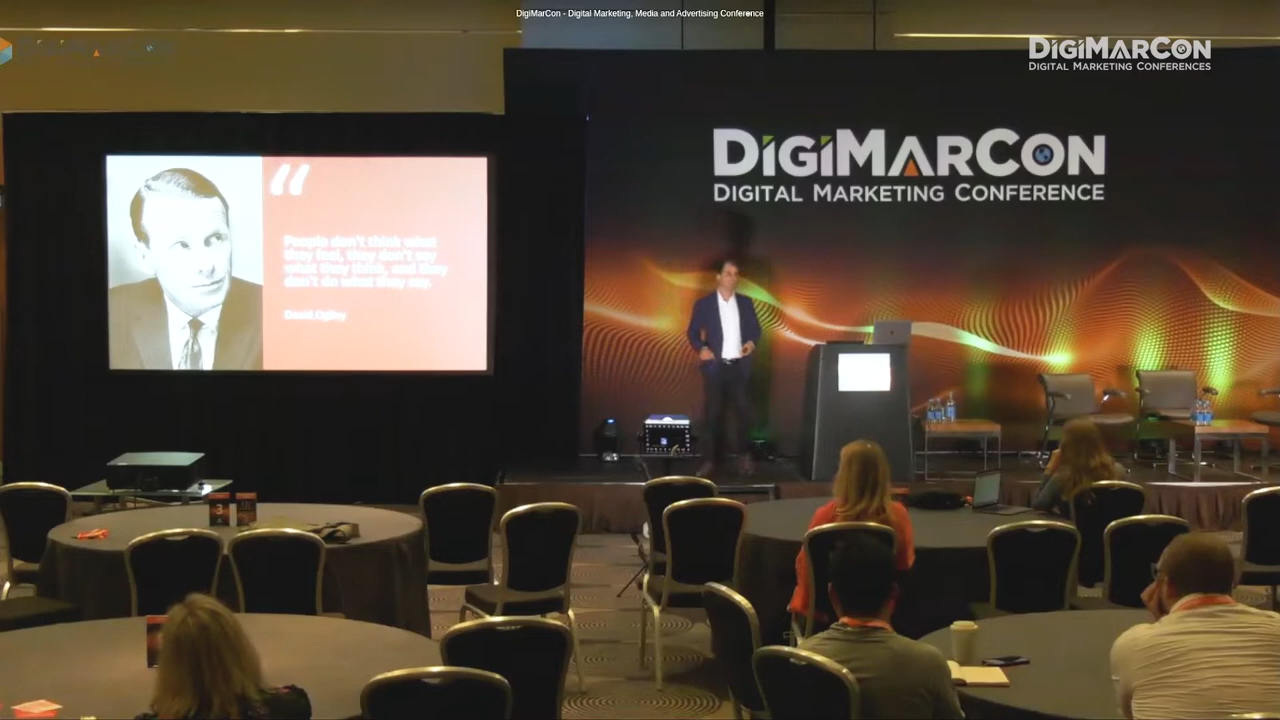 DigiMarCon - Digital Marketing, Media and Advertising Conference
DIGIMARCON
DIGITAL MARKETING CONFERENCES
DIGIMARCON
DIGITAL MARKETING CONFERENCE
“
People don't think what
they feel, they don't say
what they think, and they
don't do what they say.
David Ogilvy
3